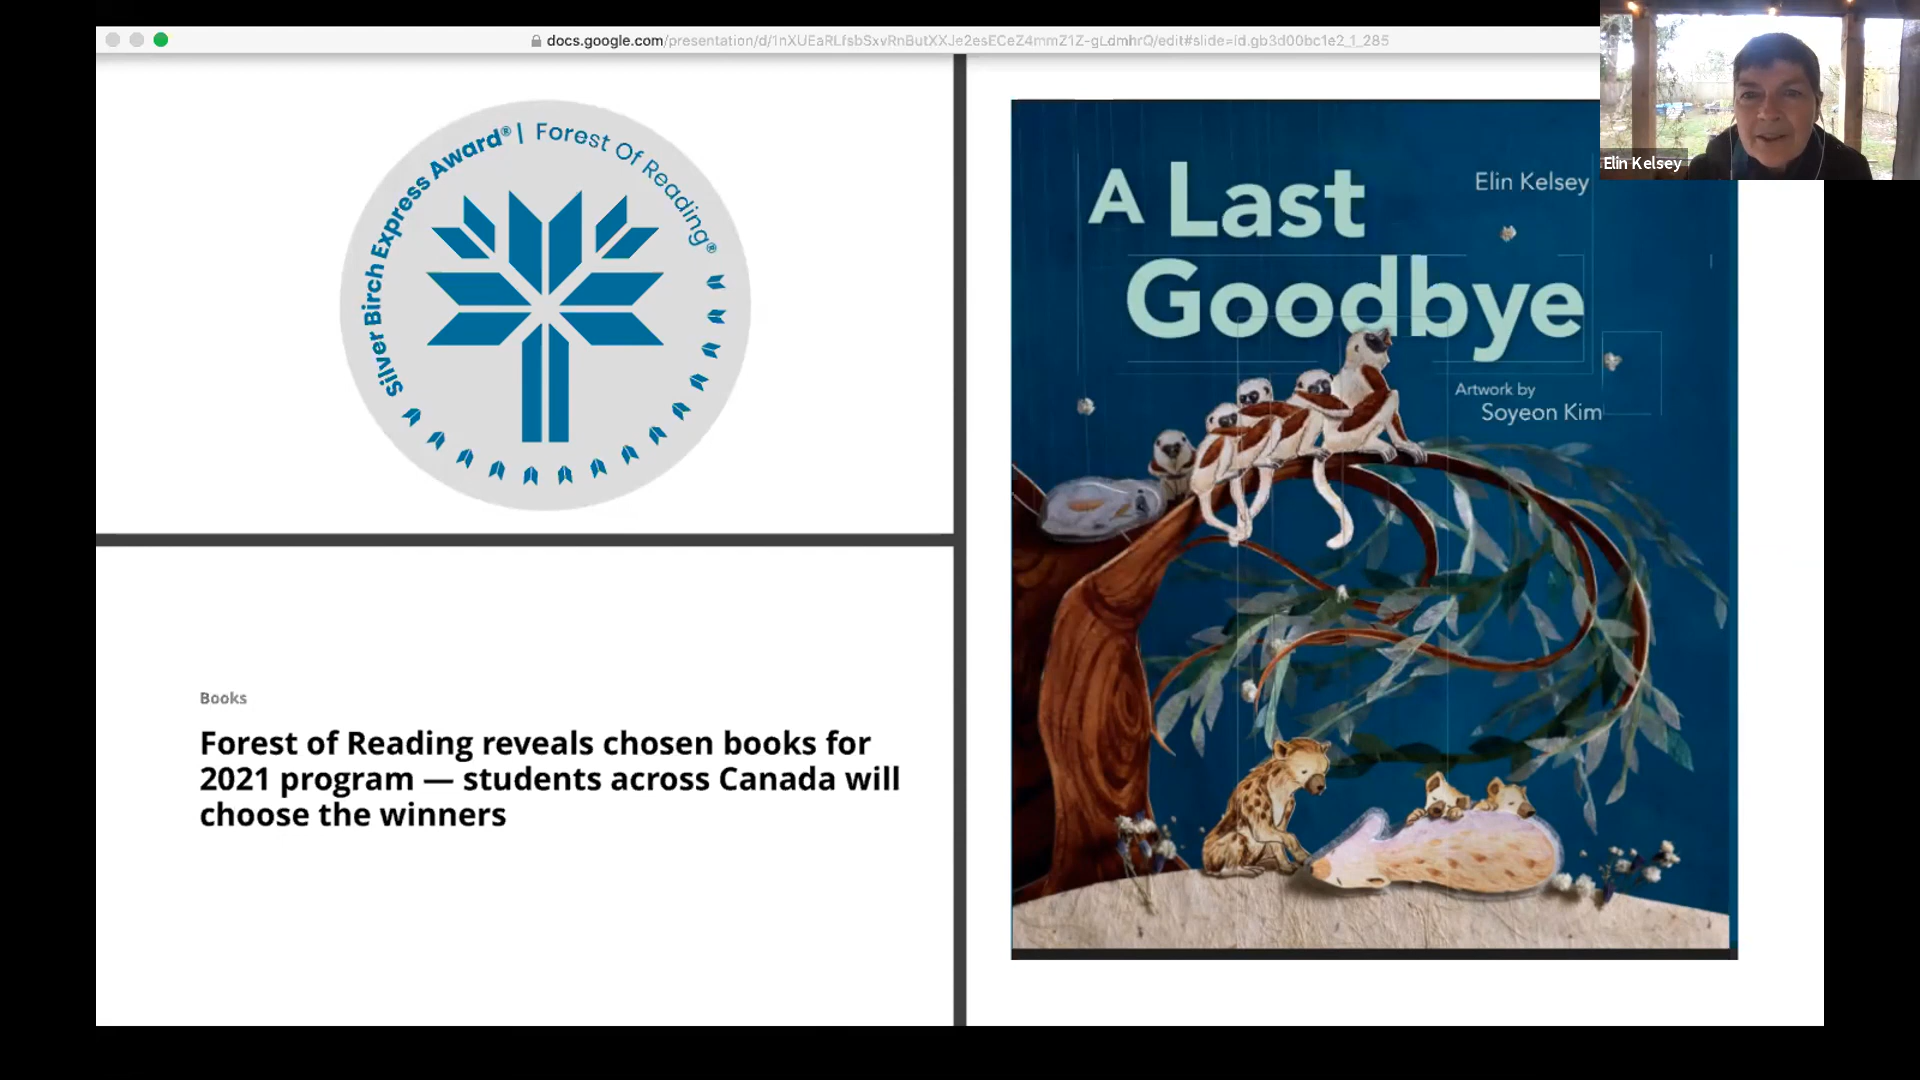 docs.google.com/presentation/d/1nXUEaRLfsbSxvRnButXXJe2esECeZ4mmZ1Z-gLdmhrQ/edit#slide=id.gb3d00bc1e2_1_285
Silver Birch Express Award® | Forest Of Reading®
Books
Forest of Reading reveals chosen books for
2021 program — students across Canada will
choose the winners
A Last
Goodbye
Elin Kelsey
Artwork by
Soyeon Kim
Elin Kelsey